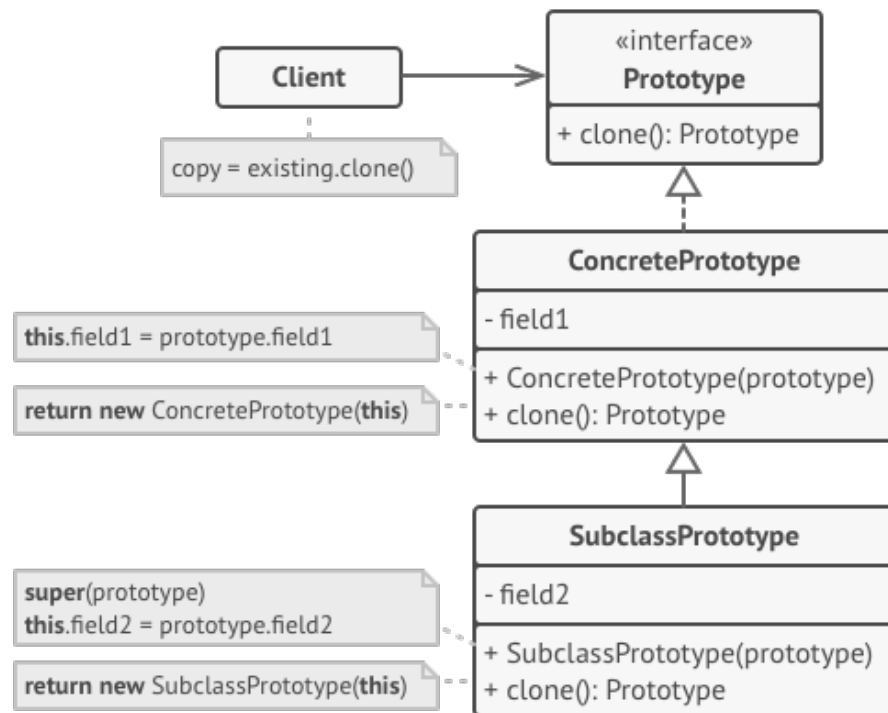 «interface»
Client
Prototype
+ clone(): Prototype
copy = existing.clone()
ConcretePrototype
- field1
this.field1 = prototype.field1
+ ConcretePrototype(prototype)
return new ConcretePrototype(this)
+ clone(): Prototype
SubclassPrototype
- field2
super(prototype)
this.field2 = prototype.field2
+ SubclassPrototype(prototype)
return new SubclassPrototype(this)
+ clone(): Prototype